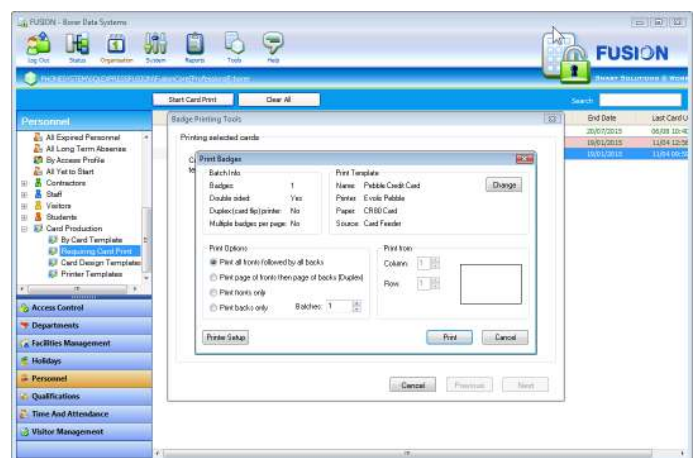 FUSION - Borer Data Systems
Log Out Status Organisation System Reports Tools Help
FUSION
Start Card Print Clear All Search
Personnel
All Expired Personnel
All Long Term Absense
By Access Profile
All Yet to Start
Contractors
Staff
Visitors
Students
Card Production
By Card Template
Requiring Card Print
Card Design Templates
Printer Templates
Access Control
Departments
Facilities Management
Holidays
Personnel
Qualifications
Time And Attendance
Visitor Management
End Date Last Card U
20/07/2015
19/01/2015
19/01/2015
Badge Printing Tools
Printing selected cards
Print Badges
Batch Info.
Badges: 1
Double sided: Yes
Duplex (card flip) printer: No
Multiple badges per page: No
Print Template
Name: Pebble Credit Card
Printer: Evolis Pebble
Paper: CR80 Card
Source: Card Feeder
Change
Print Options
Print all fronts followed by all backs
Print page of fronts then page of backs (Duplex)
Print fronts only
Print backs only Batches: 1
Print from
Column: 1
Row: 1
Printer Setup Print Cancel
Cancel Previous Next